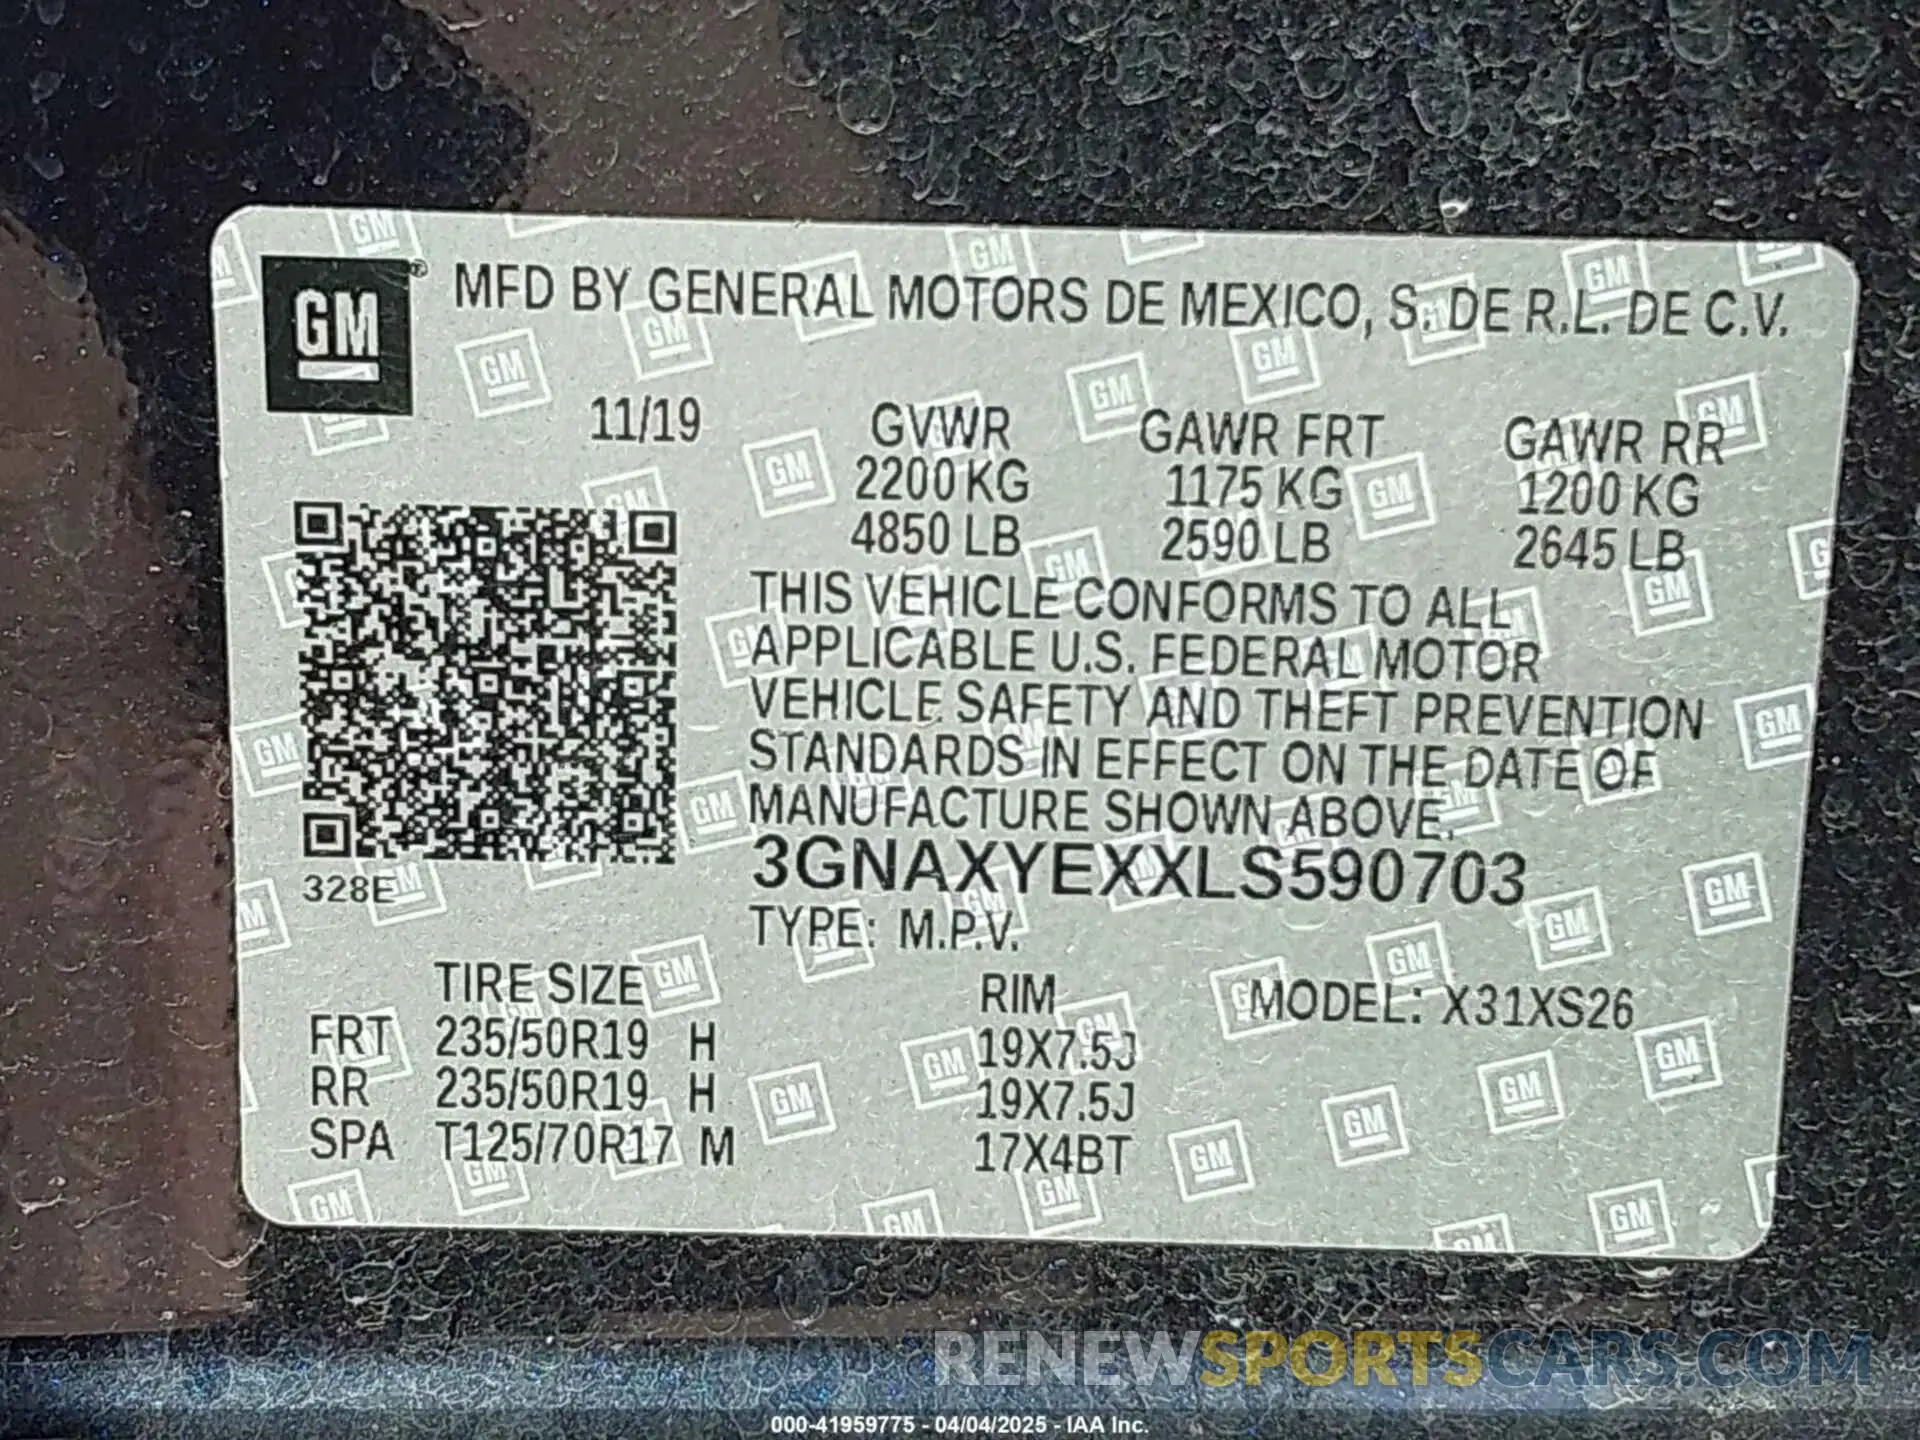 GM ® MFD BY GENERAL MOTORS DE MEXICO, S. DE R.L. DE C.V.
11/19 GVWR GAWR FRT GAWR RR
2200 KG 1175 KG 1200 KG
4850 LB 2590 LB 2645 LB
THIS VEHICLE CONFORMS TO ALL
APPLICABLE U.S. FEDERAL MOTOR
VEHICLE SAFETY AND THEFT PREVENTION
STANDARDS IN EFFECT ON THE DATE OF
MANUFACTURE SHOWN ABOVE.
3GNAXYEXXLS590703
328E
TYPE: M.P.V.
TIRE SIZE RIM MODEL: X31XS26
FRT 235/50R19 H 19X7.5J
RR 235/50R19 H 19X7.5J
SPA T125/70R17 M 17X4BT
RENEWSPORTSCARS.COM
000-41959775 - 04/04/2025 - IAA Inc.